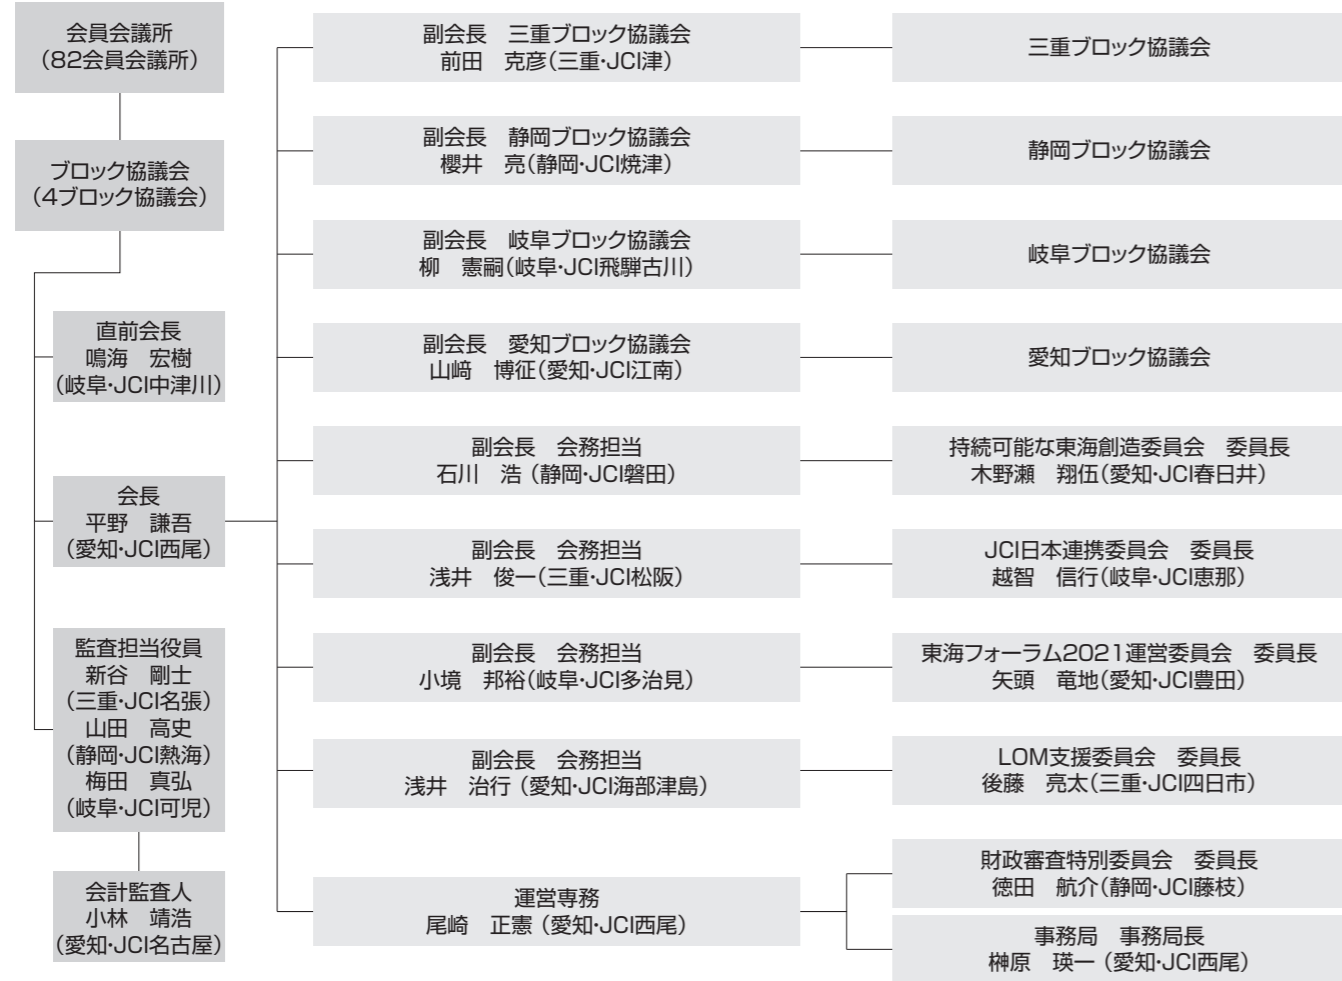 会員会議所
（82会員会議所）
ブロック協議会
（4ブロック協議会）
直前会長
鳴海　宏樹
（岐阜・JCI中津川）
会長
平野　謙吾
（愛知・JCI西尾）
監査担当役員
新谷　剛士
（三重・JCI名張）
山田　高史
（静岡・JCI熱海）
梅田　真弘
（岐阜・JCI可児）
会計監査人
小林　靖浩
（愛知・JCI名古屋）
副会長　三重ブロック協議会
前田　克彦（三重・JCI津）
三重ブロック協議会
副会長　静岡ブロック協議会
櫻井　亮（静岡・JCI焼津）
静岡ブロック協議会
副会長　岐阜ブロック協議会
柳　憲嗣（岐阜・JCI飛騨古川）
岐阜ブロック協議会
副会長　愛知ブロック協議会
山﨑　博征（愛知・JCI江南）
愛知ブロック協議会
副会長　会務担当
石川　浩（静岡・JCI磐田）
持続可能な東海創造委員会　委員長
木野瀬　翔伍（愛知・JCI春日井）
副会長　会務担当
浅井　俊一（三重・JCI松阪）
JCI日本連携委員会　委員長
越智　信行（岐阜・JCI恵那）
副会長　会務担当
小境　邦裕（岐阜・JCI多治見）
東海フォーラム2021運営委員会　委員長
矢頭　竜地（愛知・JCI豊田）
副会長　会務担当
浅井　治行（愛知・JCI海部津島）
LOM支援委員会　委員長
後藤　亮太（三重・JCI四日市）
運営専務
尾崎　正憲（愛知・JCI西尾）
財政審査特別委員会　委員長
徳田　航介（静岡・JCI藤枝）
事務局　事務局長
榊原　瑛一（愛知・JCI西尾）